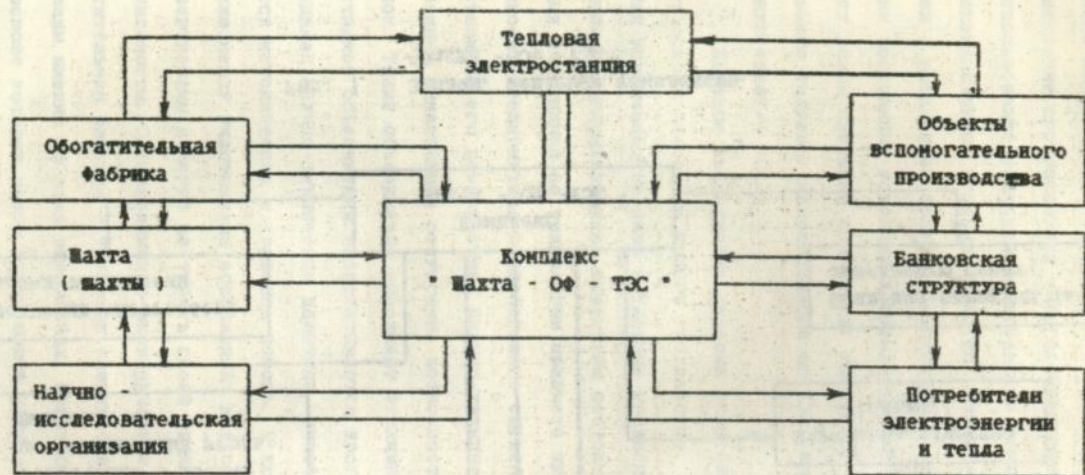 Тепловая
электростанция
Обогатительная
фабрика
Объекты
вспомогательного
производства
Шахта
( шахты )
Комплекс
" Шахта - ОФ - ТЭС "
Банковская
структура
Научно -
исследовательская
организация
Потребители
электроэнергии
и тепла